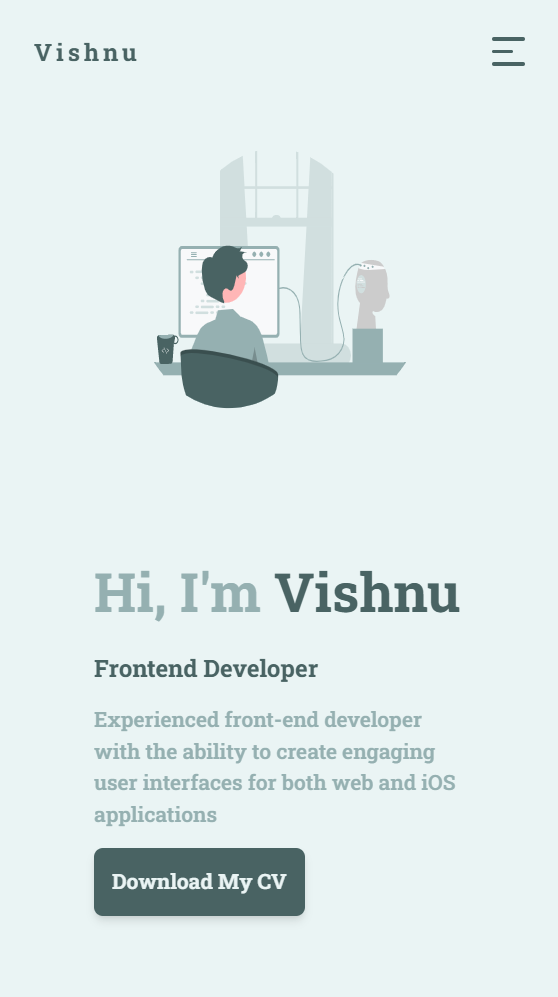 Vishnu
Hi, I'm Vishnu
Frontend Developer
Experienced front-end developer
with the ability to create engaging
user interfaces for both web and iOS
applications
Download My CV